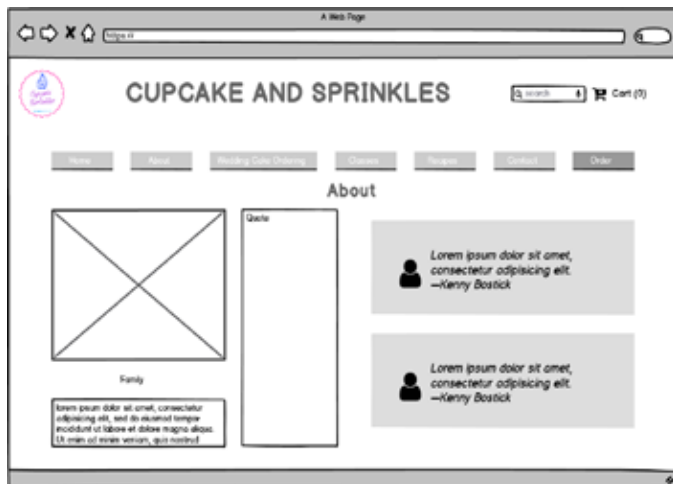 A Web Page
https://
CUPCAKE AND SPRINKLES
search
Cart (0)
Home
About
Wedding Cake Ordering
Classes
Recipes
Contact
Order
About
Quote
Family
lorem ipsum dolor sit amet, consectetur
adipisicing elit, sed do eiusmod tempor
incididunt ut labore et dolore magna aliqua.
Ut enim ad minim veniam, quis nostrud
Lorem ipsum dolor sit amet,
consectetur adipisicing elit.
—Kenny Bostick
Lorem ipsum dolor sit amet,
consectetur adipisicing elit.
—Kenny Bostick